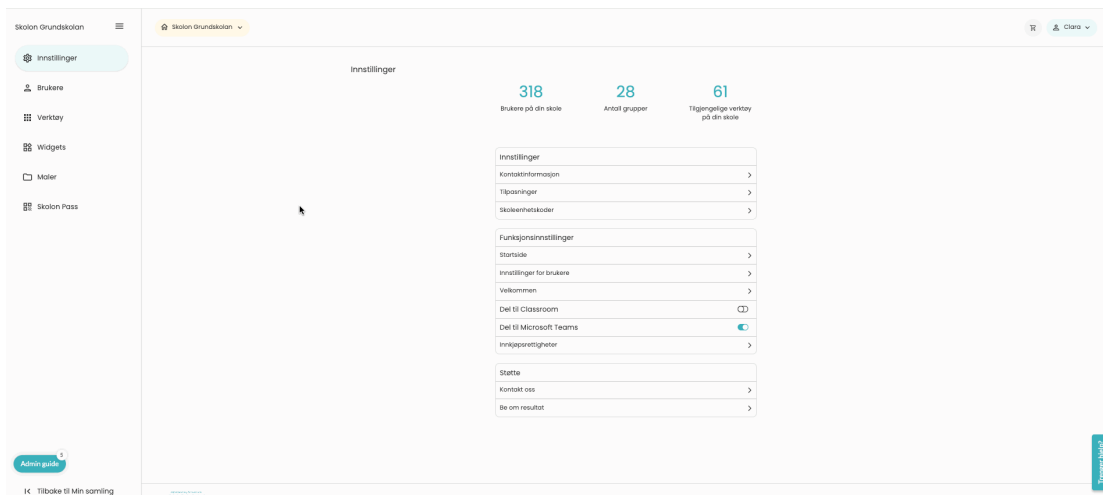 Skolon Grundskolan
Skolon Grundskolan
Clara
Innstillinger
Brukere
Verktøy
Widgets
Maler
Skolon Pass
Innstillinger
318
Brukere på din skole
28
Antall grupper
61
Tilgjengelige verktøy
på din skole
Innstillinger
Kontaktinformasjon
Tilpasninger
Skoleenhetskoder
Funksjonsinnstillinger
Startside
Innstillinger for brukere
Velkommen
Del til Classroom
Del til Microsoft Teams
Innkjøpsrettigheter
Støtte
Kontakt oss
Be om resultat
Trenger hjelp?
5
Admin guide
Tilbake til Min samling